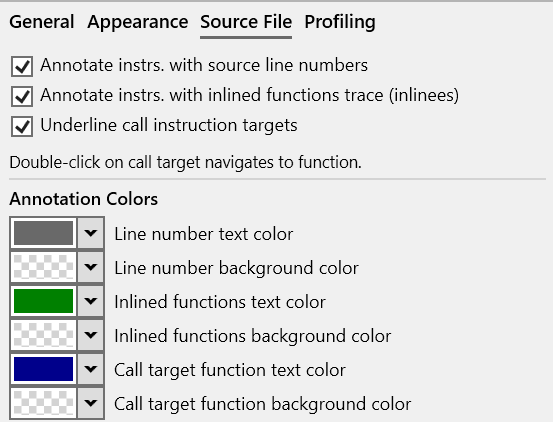 General Appearance Source File Profiling
Annotate instrs. with source line numbers
Annotate instrs. with inlined functions trace (inlinees)
Underline call instruction targets
Double-click on call target navigates to function.
Annotation Colors
Line number text color
Line number background color
Inlined functions text color
Inlined functions background color
Call target function text color
Call target function background color